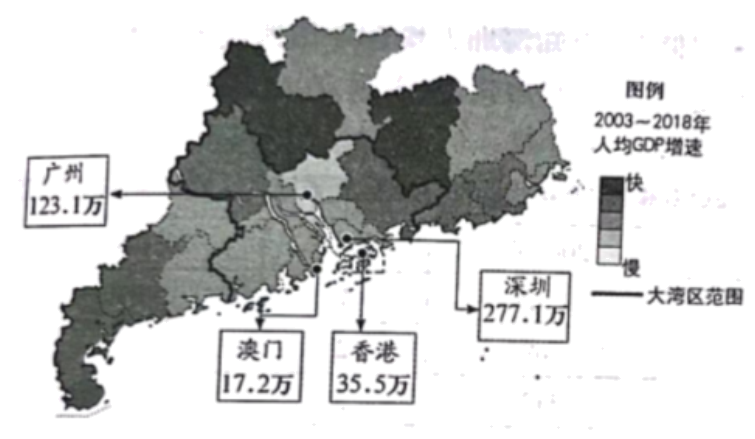 图例
2003～2018年
人均GDP增速
快
慢
大湾区范围
广州
123.1万
深圳
277.1万
澳门
17.2万
香港
35.5万